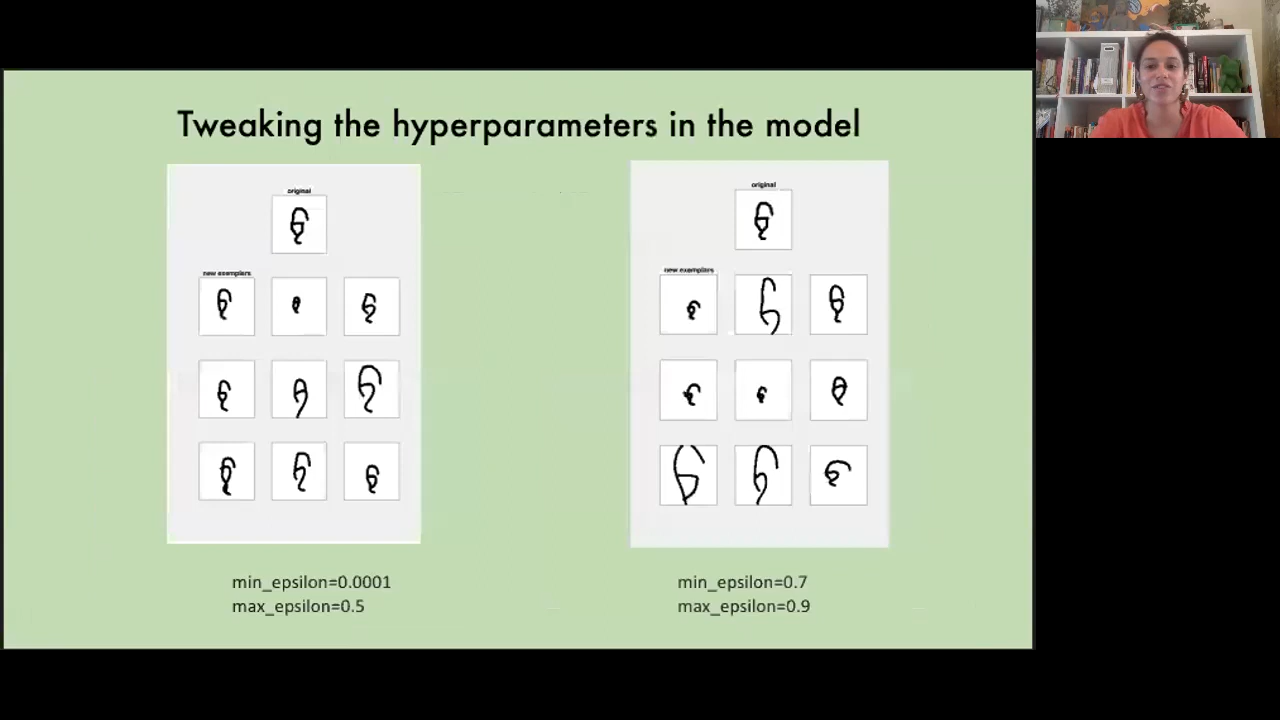 Tweaking the hyperparameters in the model
original
new exemplars
min_epsilon=0.0001
max_epsilon=0.5
original
new exemplars
min_epsilon=0.7
max_epsilon=0.9